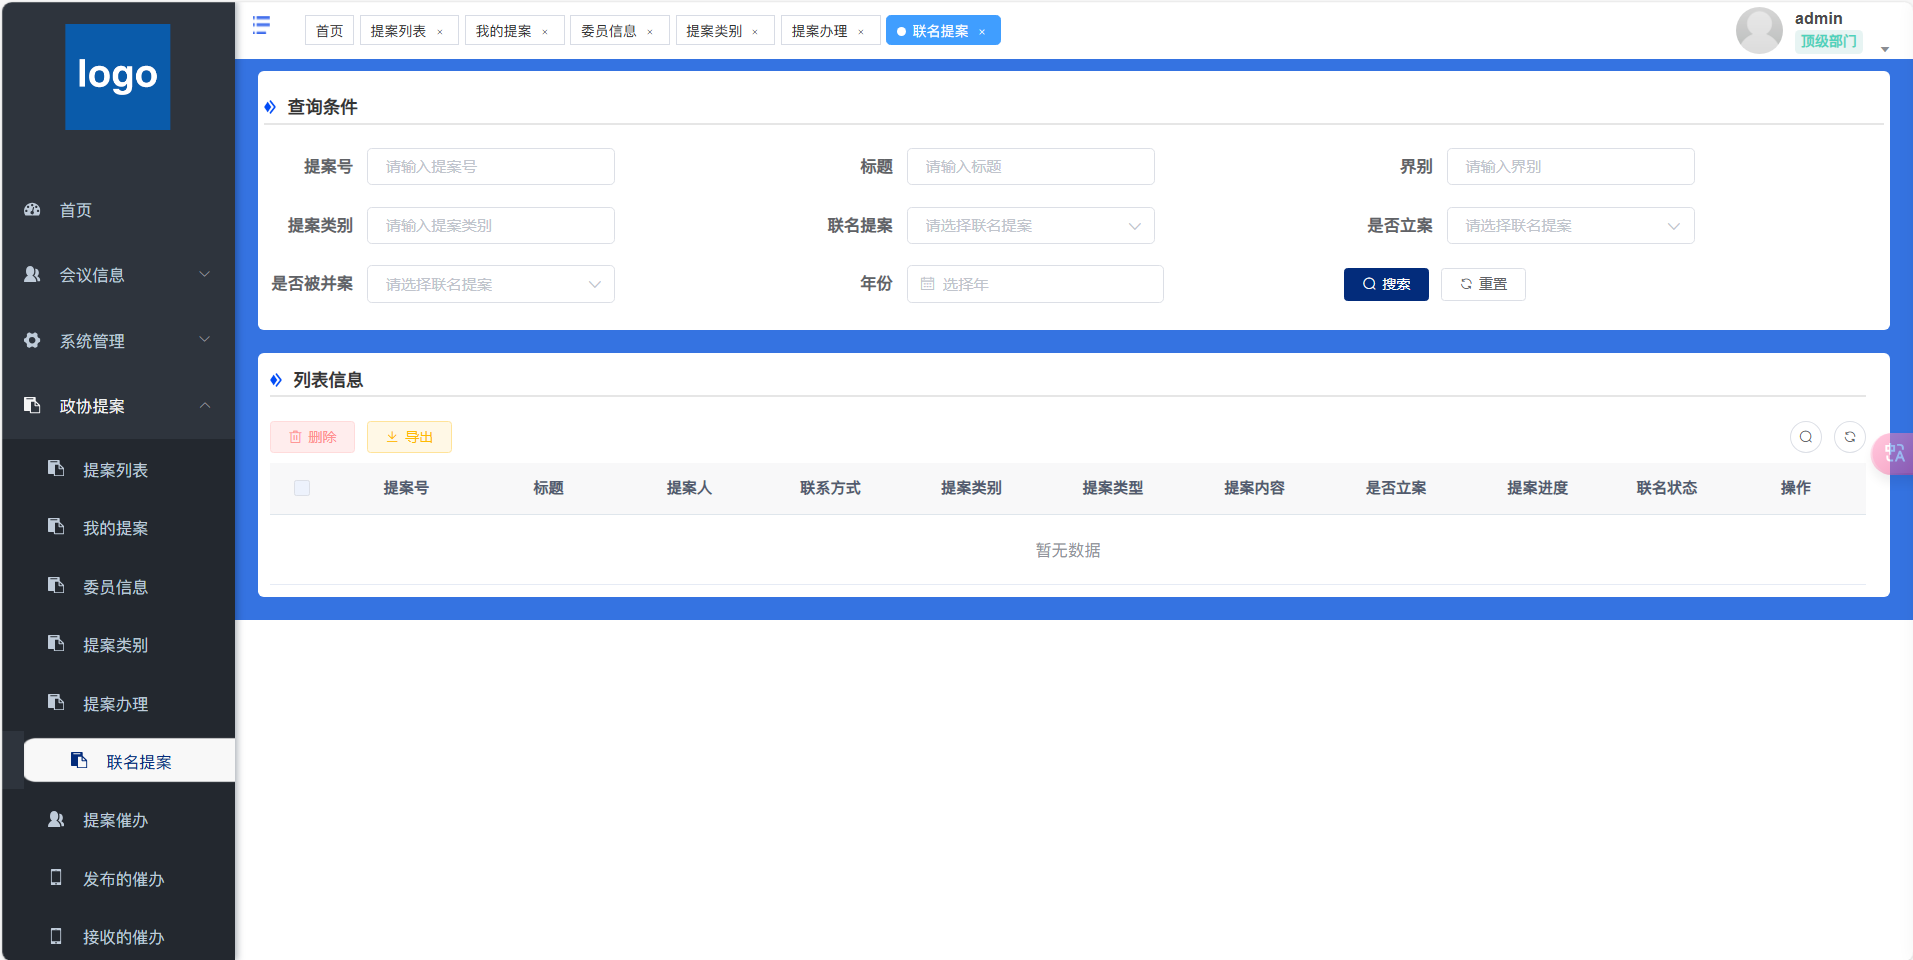 logo
首页
会议信息
系统管理
政协提案
提案列表
我的提案
委员信息
提案类别
提案办理
联名提案
提案催办
发布的催办
接收的催办
首页 提案列表 × 我的提案 × 委员信息 × 提案类别 × 提案办理 × 联名提案 ×
admin
顶级部门
查询条件
提案号 请输入提案号 标题 请输入标题 界别 请输入界别
提案类别 请输入提案类别 联名提案 请选择联名提案 是否立案 请选择联名提案
是否被并案 请选择联名提案 年份 选择年 搜索 重置
列表信息
删除 导出
提案号 标题 提案人 联系方式 提案类别 提案类型 提案内容 是否立案 提案进度 联名状态 操作
暂无数据